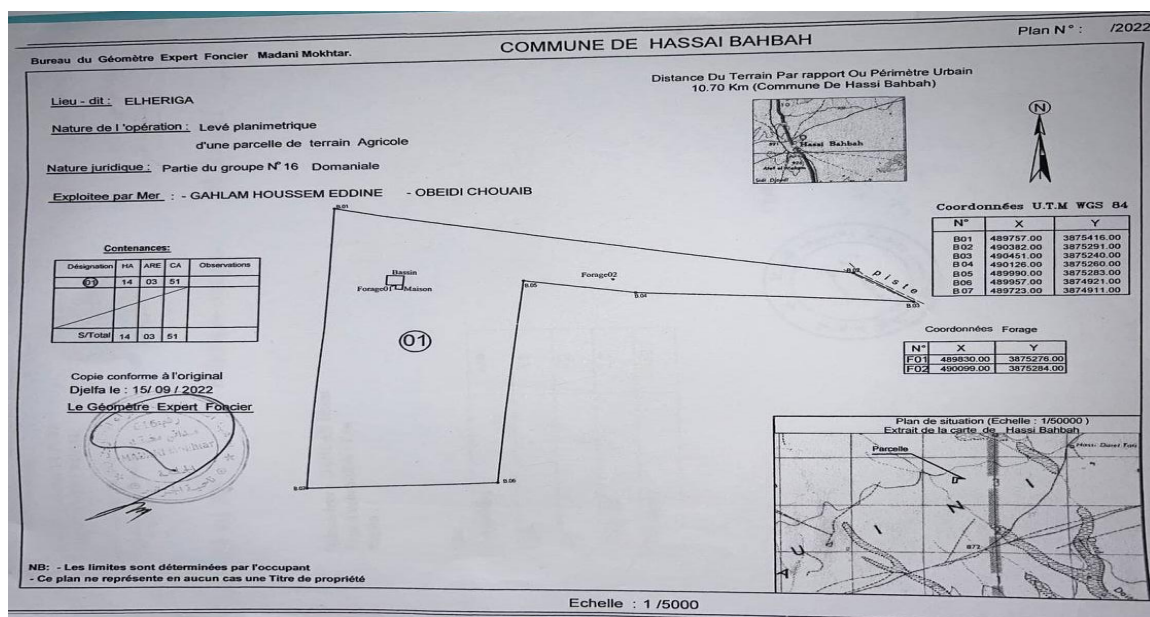 Bureau du Géomètre Expert Foncier Madani Mokhtar.
COMMUNE DE HASSAI BAHBAH
Plan N° : /2022
Lieu - dit : ELHERIGA
Nature de l 'opération : Levé planimetrique
d'une parcelle de terrain Agricole
Nature juridique : Partie du groupe N° 16 Domaniale
Exploitee par Mer : - GAHLAM HOUSSEM EDDINE - OBEIDI CHOUAIB
Distance Du Terrain Par rapport Ou Périmètre Urbain
10.70 Km (Commune De Hassi Bahbah)
Hassi Bahbah
N
Contenances:
Désignation HA ARE CA Observations
01 14 03 51
S/Total 14 03 51
Coordonnées U.T.M WGS 84
N° X Y
B01 489757.00 3875416.00
B02 490382.00 3875291.00
B03 490451.00 3875240.00
B04 490126.00 3875260.00
B05 489990.00 3875283.00
B06 489957.00 3874921.00
B07 489723.00 3874911.00
Coordonnées Forage
N° X Y
F01 489830.00 3875276.00
F02 490099.00 3875284.00
B.01
Bassin
Forage01
Maison
B.05
Forage02
B.04
piste
B.03
01
B.06
Copie conforme à l'original
Djelfa le : 15/ 09 / 2022
Le Géomètre Expert Foncier
Plan de situation (Echelle : 1/50000 )
Extrait de la carte de Hassi Bahbah
Parcelle
NB: - Les limites sont déterminées par l'occupant
- Ce plan ne représente en aucun cas une Titre de propriété
Echelle : 1 /5000